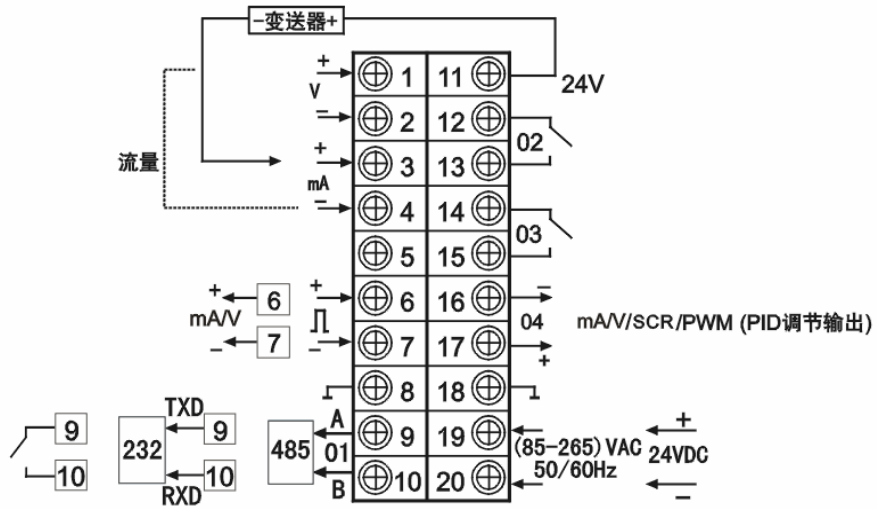 -变送器+
+ 1 11 24V
V
- 2 12
02
+ 3 13
流量
mA
- 4 14
03
5 15
+ 6 + 6 16 -
mA/V 04 mA/V/SCR/PWM (PID调节输出)
- 7 - 7 17 +
8 18
9 TXD 9 A 9 19 +
232 485 01 (85-265)VAC 24VDC
50/60Hz
10 RXD 10 B 10 20 -